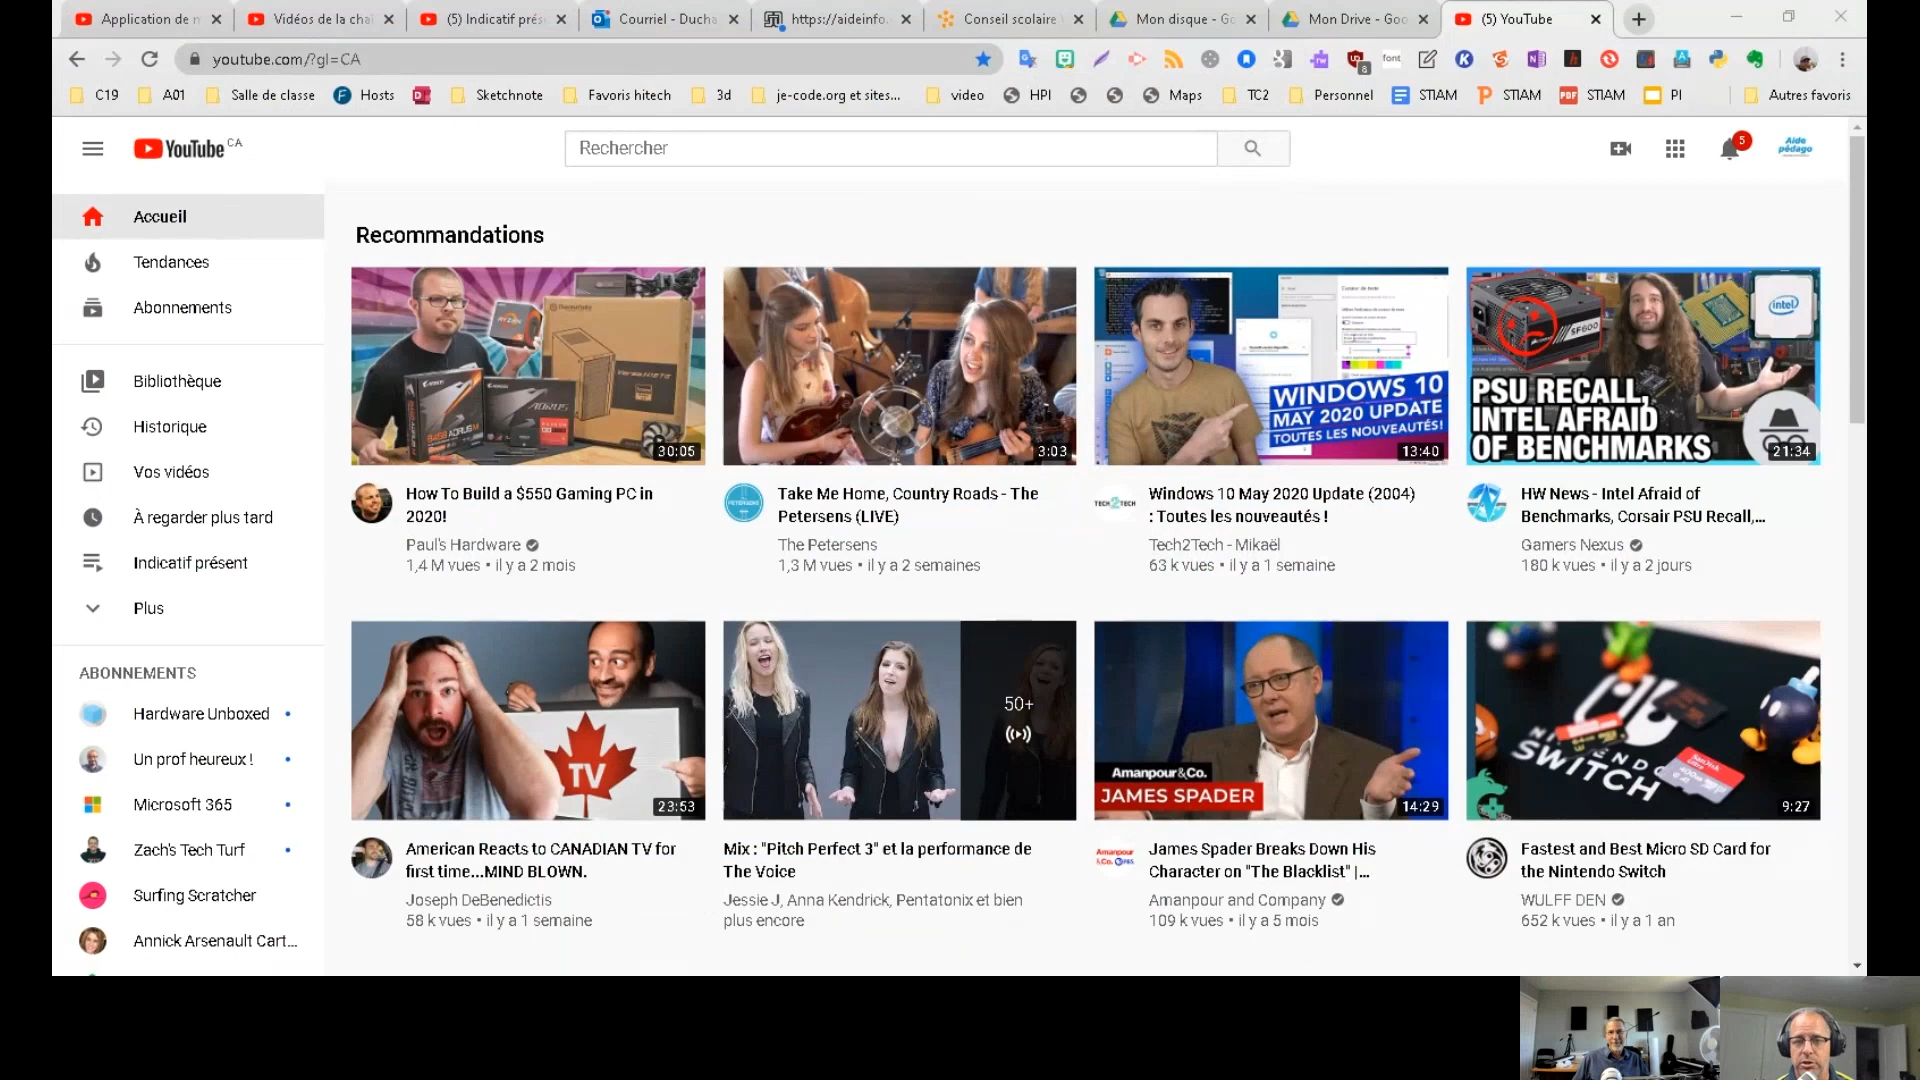 Application de n
Vidéos de la chaî
(5) Indicatif prés
Courriel - Ducha
https://aideinfo.
Conseil scolaire
Mon disque - Go
Mon Drive - Goo
(5) YouTube
youtube.com/?gl=CA
C19
A01
Salle de classe
Hosts
Sketchnote
Favoris hitech
3d
je-code.org et sites...
video
HPI
Maps
TC2
Personnel
STIAM
STIAM
STIAM
PI
Autres favoris
YouTube CA
Rechercher
5
Aide pédago
Accueil
Tendances
Abonnements
Bibliothèque
Historique
Vos vidéos
À regarder plus tard
Indicatif présent
Plus
ABONNEMENTS
Hardware Unboxed
Un prof heureux !
Microsoft 365
Zach's Tech Turf
Surfing Scratcher
Annick Arsenault Cart...
Recommandations
30:05
3:03
WINDOWS 10
MAY 2020 UPDATE
TOUTES LES NOUVEAUTÉS!
13:40
intel
SF600
PSU RECALL,
INTEL AFRAID
OF BENCHMARKS
21:34
How To Build a $550 Gaming PC in
2020!
Paul's Hardware
1,4 M vues • il y a 2 mois
Take Me Home, Country Roads - The
Petersens (LIVE)
The Petersens
1,3 M vues • il y a 2 semaines
TECH2TECH
Windows 10 May 2020 Update (2004)
: Toutes les nouveautés !
Tech2Tech - Mikaël
63 k vues • il y a 1 semaine
HW News - Intel Afraid of
Benchmarks, Corsair PSU Recall,...
Gamers Nexus
180 k vues • il y a 2 jours
TV
23:53
50+
Amanpour&Co.
JAMES SPADER
14:29
SWITCH
9:27
American Reacts to CANADIAN TV for
first time...MIND BLOWN.
Joseph DeBenedictis
58 k vues • il y a 1 semaine
Mix : "Pitch Perfect 3" et la performance de
The Voice
Jessie J, Anna Kendrick, Pentatonix et bien
plus encore
Amanpour
&Co. PBS
James Spader Breaks Down His
Character on "The Blacklist" |...
Amanpour and Company
109 k vues • il y a 5 mois
Fastest and Best Micro SD Card for
the Nintendo Switch
WULFF DEN
652 k vues • il y a 1 an